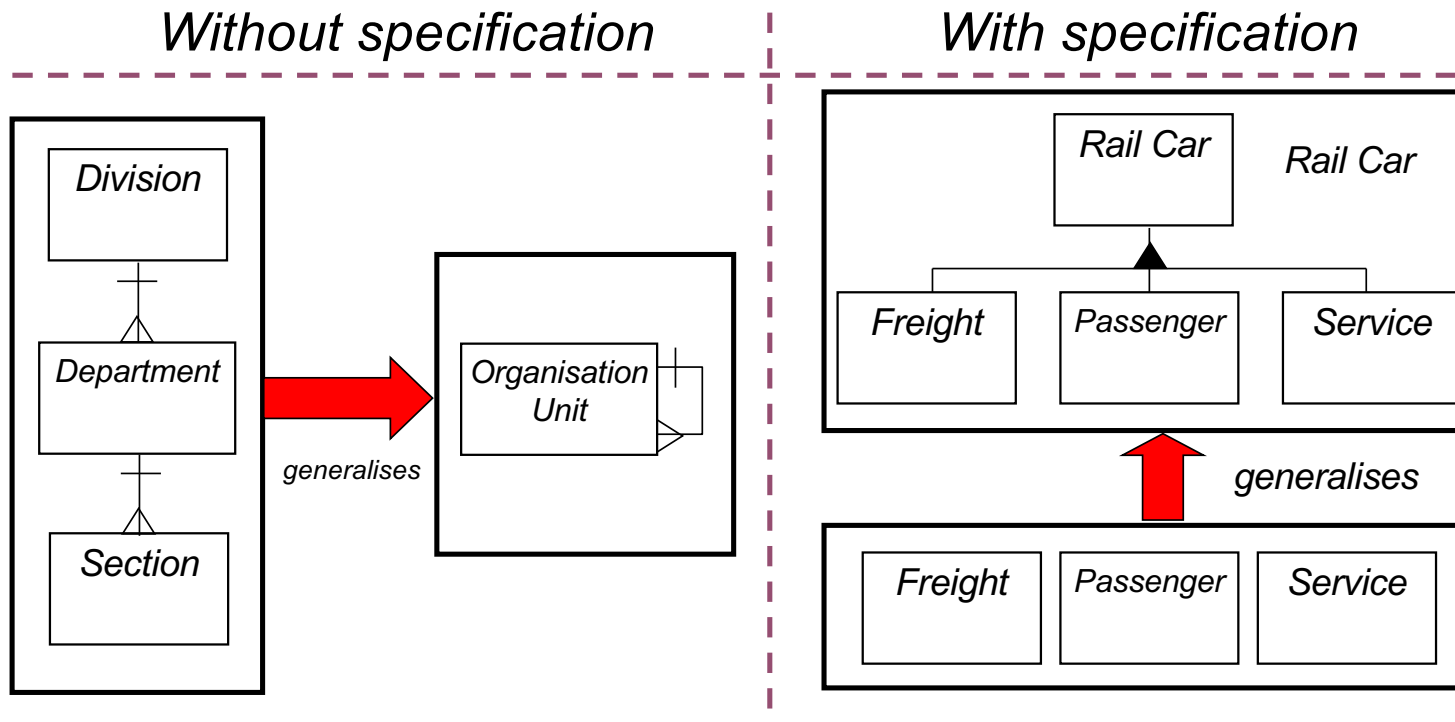 Without specification
Division
Department
Section
generalises
Organisation
Unit
With specification
Rail Car
Rail Car
Freight
Passenger
Service
generalises
Freight
Passenger
Service